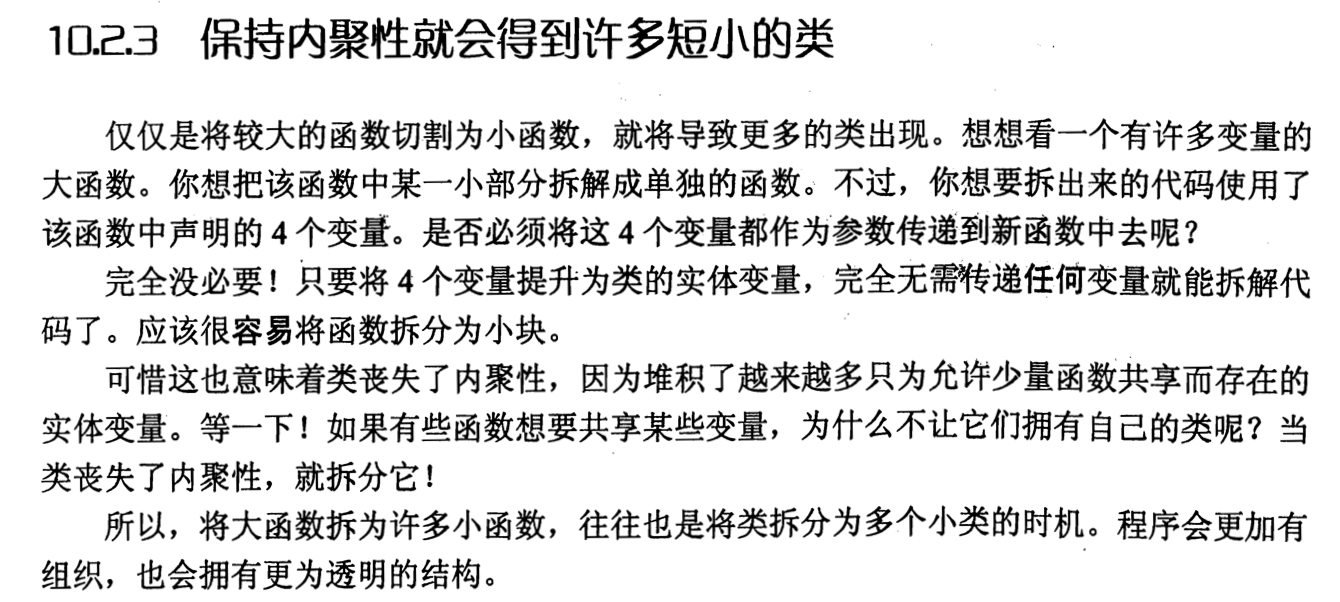 10.2.3 保持内聚性就会得到许多短小的类
仅仅是将较大的函数切割为小函数，就将导致更多的类出现。想想看一个有许多变量的
大函数。你想把该函数中某一小部分拆解成单独的函数。不过，你想要拆出来的代码使用了
该函数中声明的 4 个变量。是否必须将这 4 个变量都作为参数传递到新函数中去呢？
完全没必要！只要将 4 个变量提升为类的实体变量，完全无需传递任何变量就能拆解代
码了。应该很容易将函数拆分为小块。
可惜这也意味着类丧失了内聚性，因为堆积了越来越多只为允许少量函数共享而存在的
实体变量。等一下！如果有些函数想要共享某些变量，为什么不让它们拥有自己的类呢？当
类丧失了内聚性，就拆分它！
所以，将大函数拆为许多小函数，往往也是将类拆分为多个小类的时机。程序会更加有
组织，也会拥有更为透明的结构。